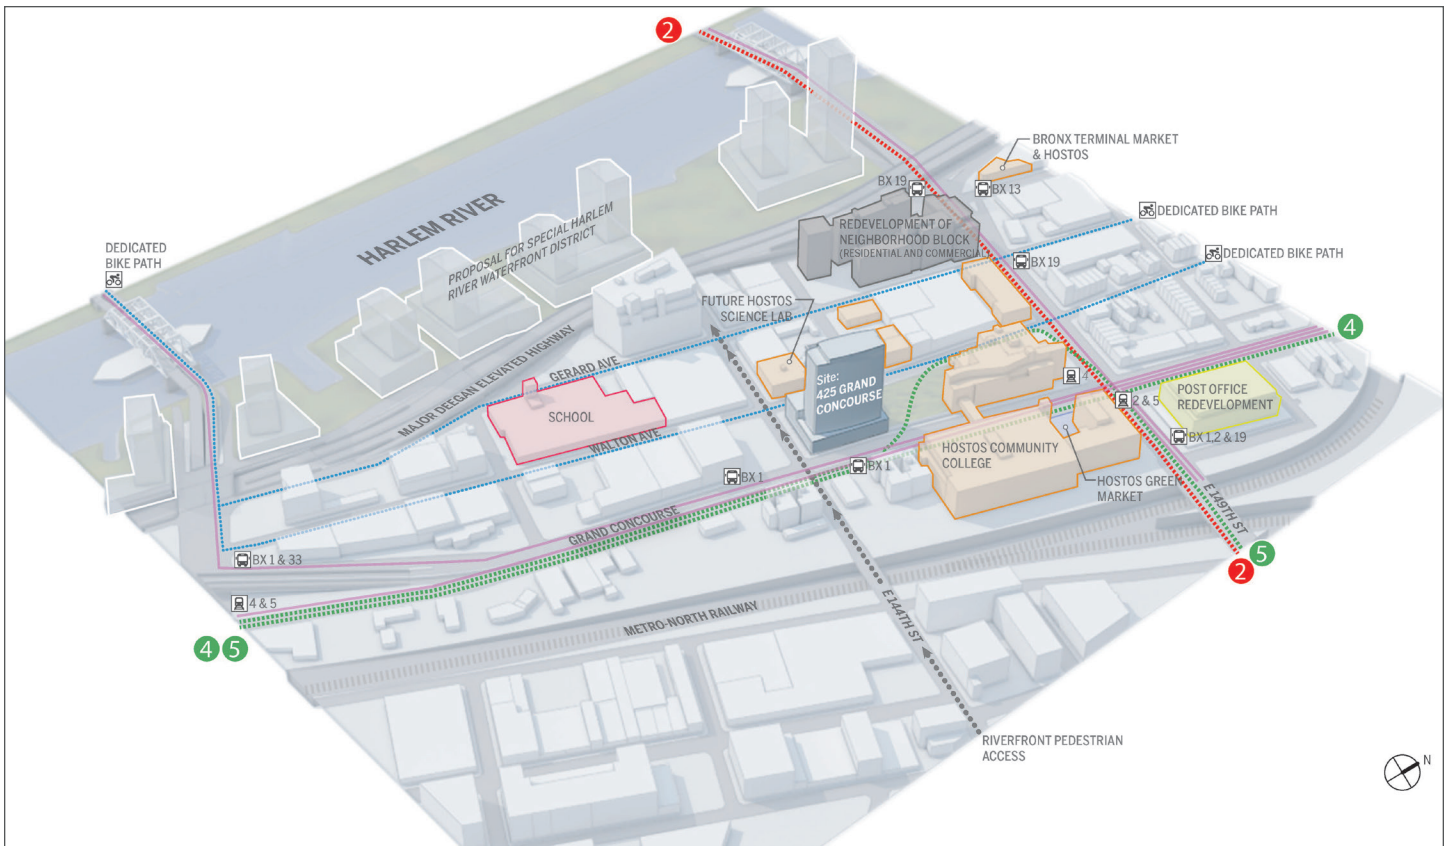 2
BRONX TERMINAL MARKET
& HOSTOS
BX 19
BX 13
DEDICATED BIKE PATH
DEDICATED BIKE PATH
DEDICATED
BIKE PATH
HARLEM RIVER
PROPOSAL FOR SPECIAL HARLEM
RIVER WATERFRONT DISTRICT
REDEVELOPMENT OF
NEIGHBORHOOD BLOCK
(RESIDENTIAL AND COMMERCIAL)
BX 19
FUTURE HOSTOS
SCIENCE LAB
4
MAJOR DEEGAN ELEVATED HIGHWAY
GERARD AVE
Site:
425 GRAND
CONCOURSE
4
SCHOOL
WALTON AVE
2 & 5
POST OFFICE
REDEVELOPMENT
BX 1,2 & 19
HOSTOS COMMUNITY
COLLEGE
BX 1
BX 1
HOSTOS GREEN
MARKET
GRAND CONCOURSE
E 149TH ST
BX 1 & 33
5
2
4 & 5
4
5
METRO-NORTH RAILWAY
E 144TH ST
RIVERFRONT PEDESTRIAN
ACCESS
N